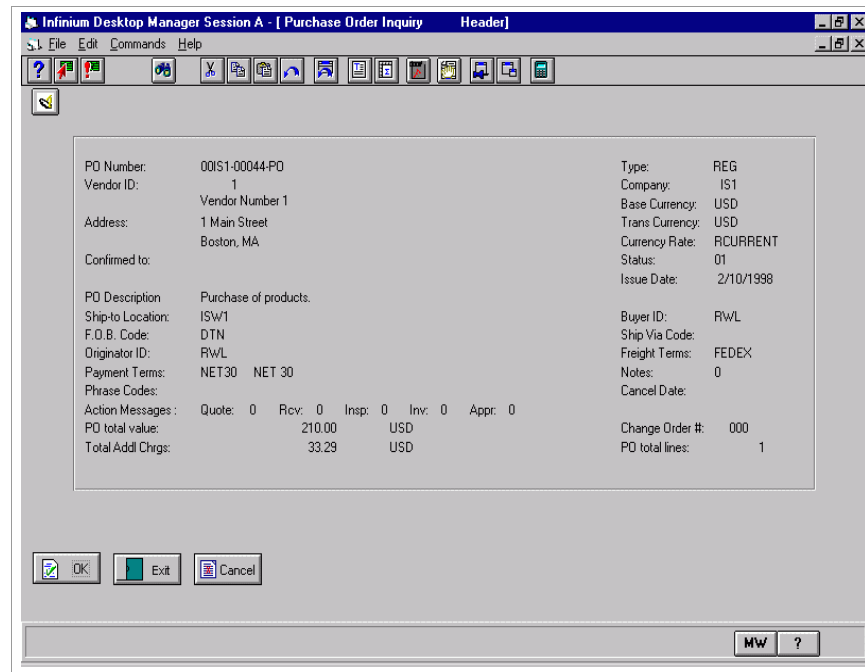 Infinium Desktop Manager Session A - [ Purchase Order Inquiry Header]
File Edit Commands Help
PO Number: 00IS1-00044-PO Type: REG
Vendor ID: 1 Company: IS1
Vendor Number 1 Base Currency: USD
Address: 1 Main Street Trans Currency: USD
Boston, MA Currency Rate: RCURRENT
Confirmed to: Status: 01
Issue Date: 2/10/1998
PO Description Purchase of products.
Ship-to Location: ISW1 Buyer ID: RWL
F.O.B. Code: DTN Ship Via Code:
Originator ID: RWL Freight Terms: FEDEX
Payment Terms: NET30 NET 30 Notes: 0
Phrase Codes: Cancel Date:
Action Messages : Quote: 0 Rcv: 0 Insp: 0 Inv: 0 Appr: 0
PO total value: 210.00 USD Change Order #: 000
Total Addl Chrgs: 33.29 USD PO total lines: 1
OK Exit Cancel
MW ?